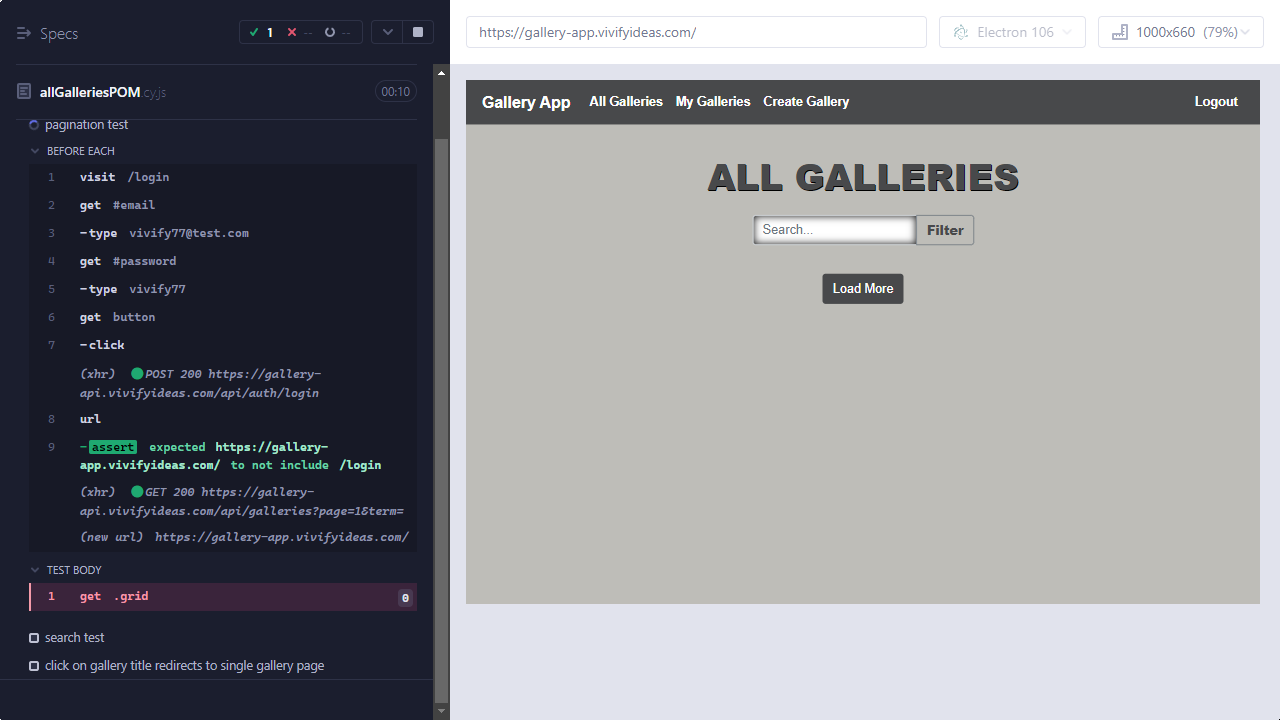 Specs
1
--
--
allGalleriesPOM.cy.js
00:10
pagination test
BEFORE EACH
1 visit /login
2 get #email
3 -type vivify77@test.com
4 get #password
5 -type vivify77
6 get button
7 -click
(xhr) POST 200 https://gallery-
api.vivifyideas.com/api/auth/login
8 url
9 -assert expected https://gallery-
app.vivifyideas.com/ to not include /login
(xhr) GET 200 https://gallery-
api.vivifyideas.com/api/galleries?page=1&term=
(new url) https://gallery-app.vivifyideas.com/
TEST BODY
1 get .grid 0
search test
click on gallery title redirects to single gallery page
https://gallery-app.vivifyideas.com/
Electron 106
1000x660 (79%)
Gallery App All Galleries My Galleries Create Gallery Logout
ALL GALLERIES
Search... Filter
Load More